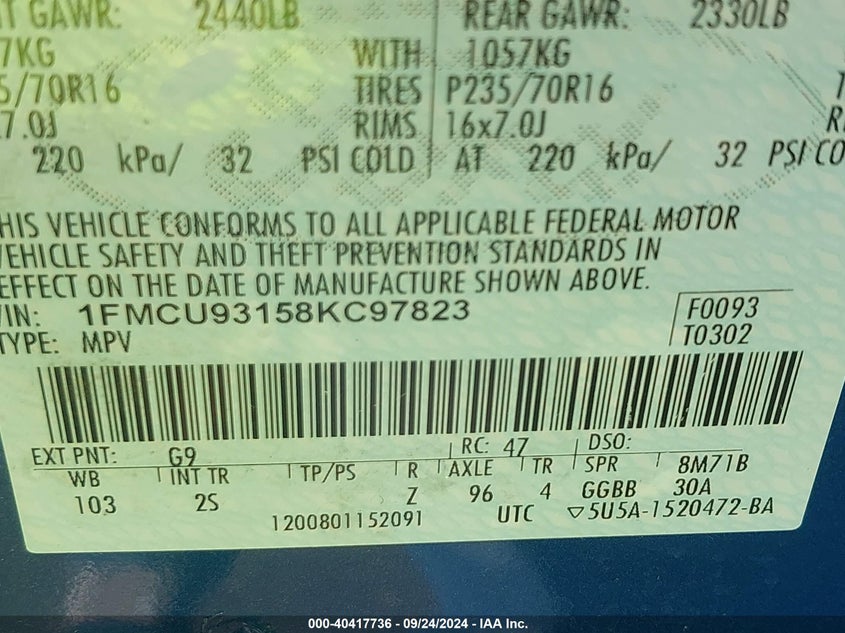 T GAWR: 2440LB REAR GAWR: 2330LB
7KG WITH 1057KG
5/70R16 TIRES P235/70R16 T
7.0J RIMS 16x7.0J RI
220 kPa/ 32 PSI COLD AT 220 kPa/ 32 PSI CO
HIS VEHICLE CONFORMS TO ALL APPLICABLE FEDERAL MOTOR
VEHICLE SAFETY AND THEFT PREVENTION STANDARDS IN
EFFECT ON THE DATE OF MANUFACTURE SHOWN ABOVE.
VIN: 1FMCU93158KC97823 F0093
TYPE: MPV T0302
EXT PNT: G9 RC: 47 DSO:
WB INT TR TP/PS R AXLE TR SPR 8M71B
103 2S Z 96 4 GGBB 30A
1200801152091 UTC ▽5U5A-1520472-BA
000-40417736 - 09/24/2024 - IAA Inc.